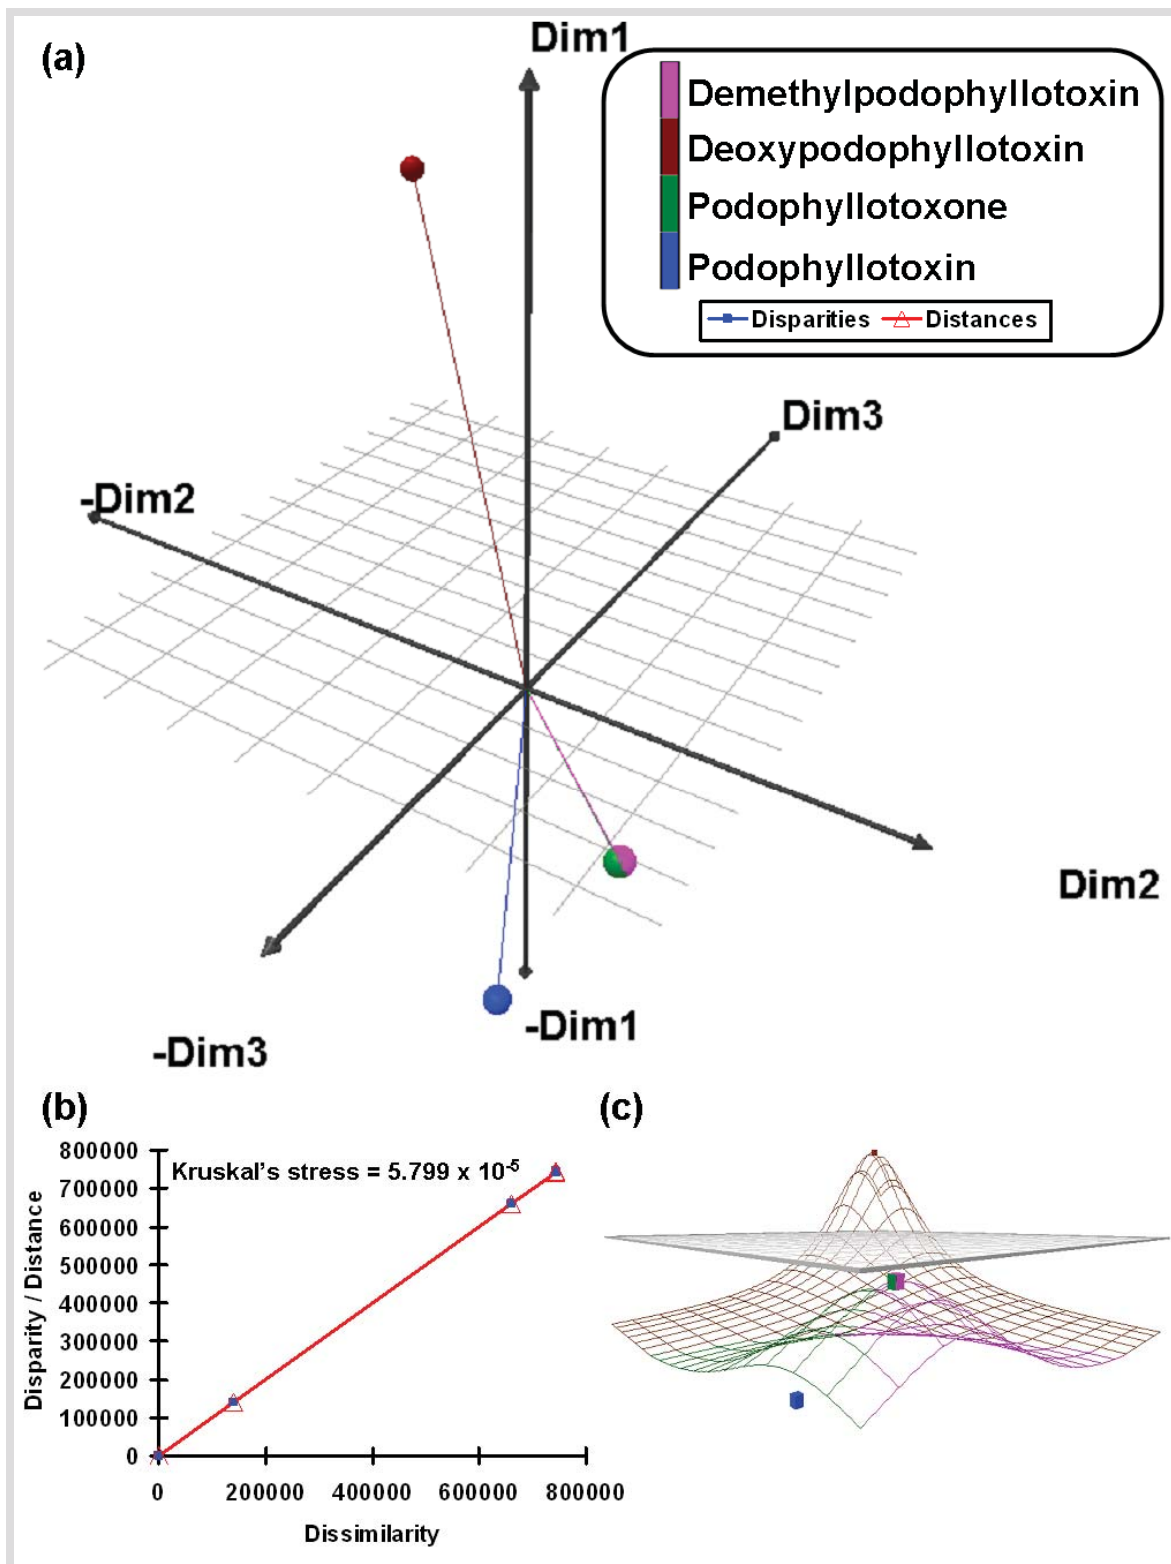 (a)
Dim1
Demethylpodophyllotoxin
Deoxypodophyllotoxin
Podophyllotoxone
Podophyllotoxin
Disparities Distances
Dim3
-Dim2
Dim2
-Dim1
-Dim3
(b)
(c)
Kruskal's stress = 5.799 x 10-5
800000
700000
600000
500000
400000
300000
200000
100000
0
Disparity / Distance
0 200000 400000 600000 800000
Dissimilarity